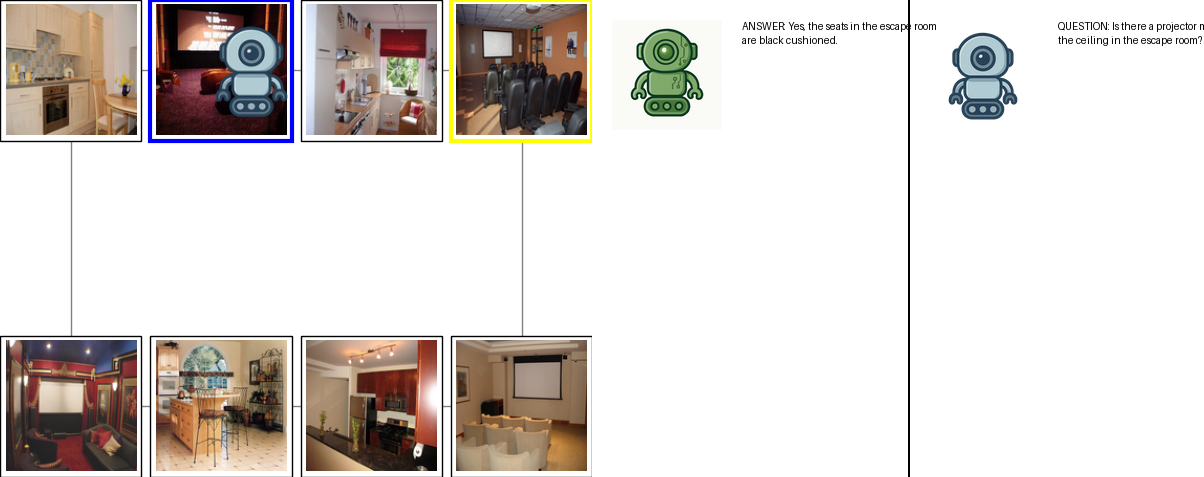 ANSWER: Yes, the seats in the escape room
are black cushioned.
QUESTION: Is there a projector
the ceiling in the escape room?